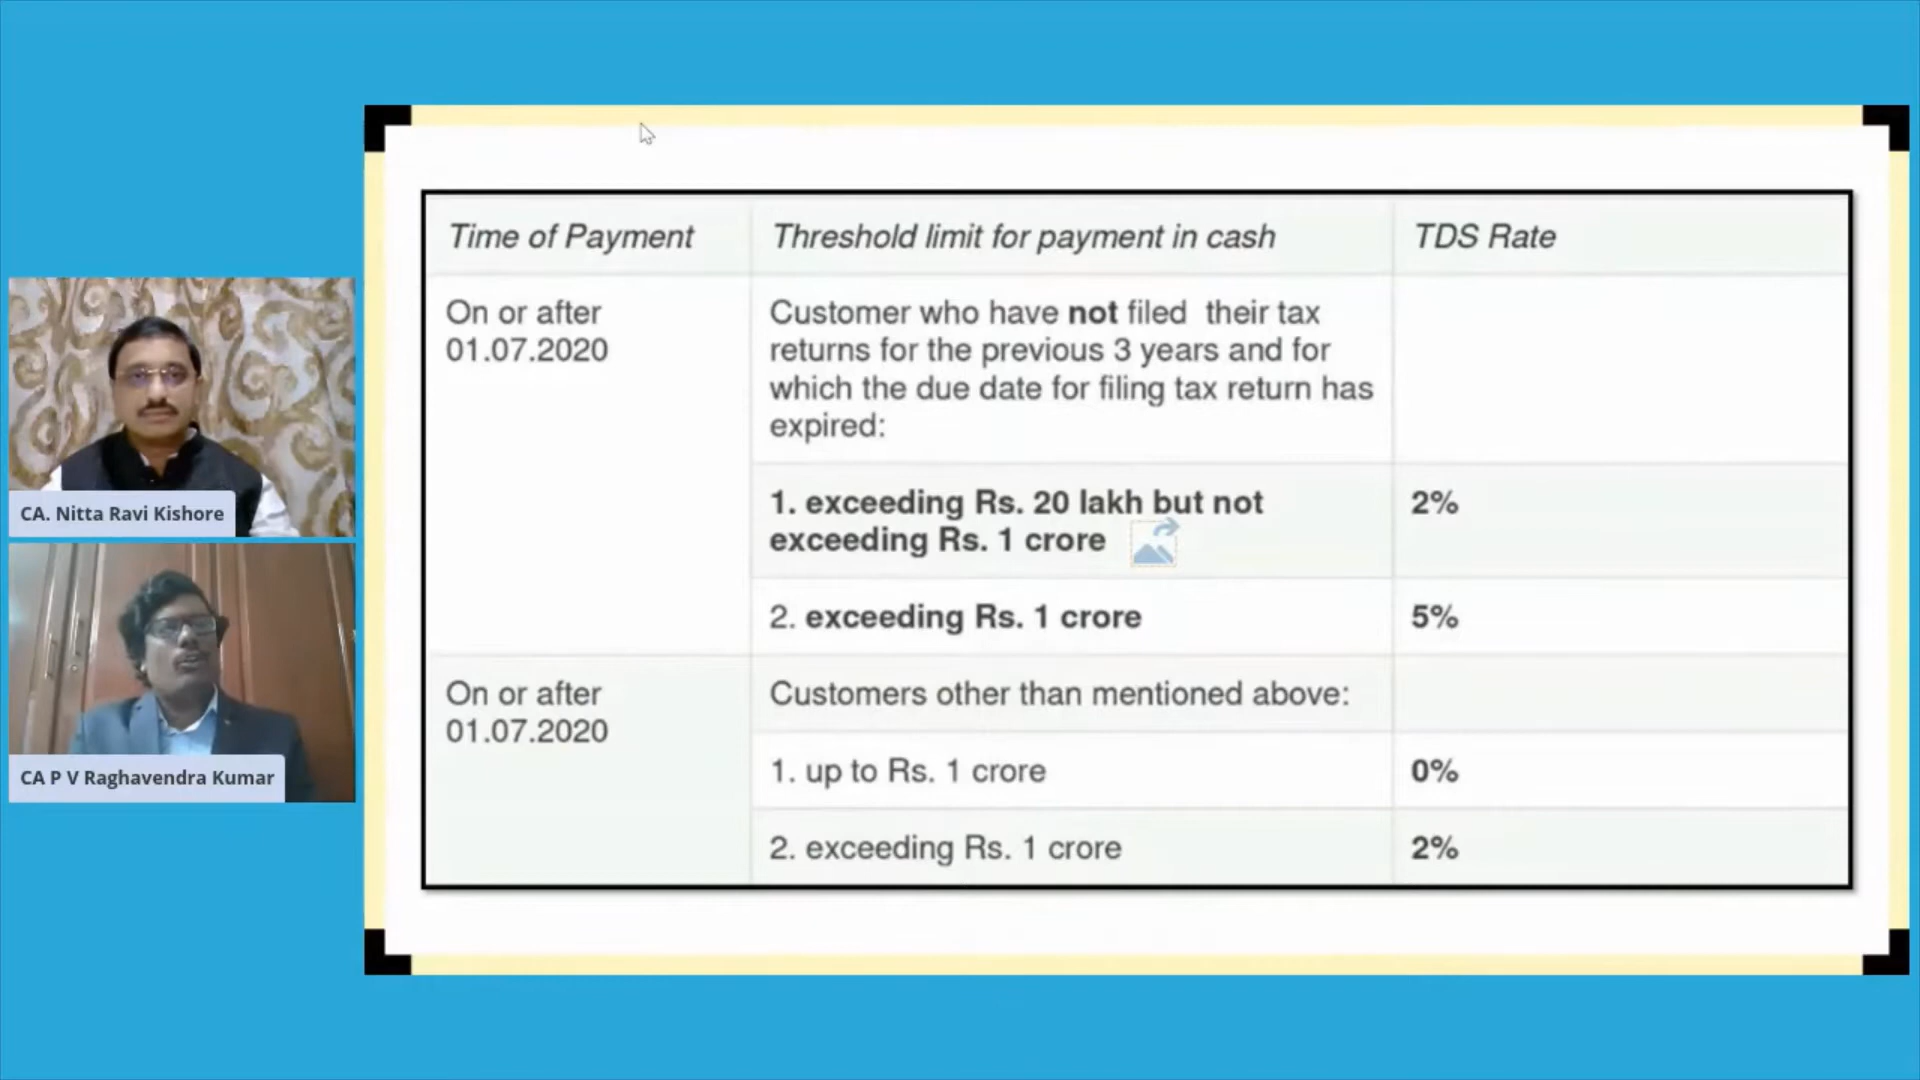 Time of Payment
Threshold limit for payment in cash
TDS Rate
On or after
01.07.2020
Customer who have not filed their tax
returns for the previous 3 years and for
which the due date for filing tax return has
expired:
1. exceeding Rs. 20 lakh but not
exceeding Rs. 1 crore
2%
2. exceeding Rs. 1 crore
5%
On or after
01.07.2020
Customers other than mentioned above:
1. up to Rs. 1 crore
0%
2. exceeding Rs. 1 crore
2%
CA. Nitta Ravi Kishore
CA P V Raghavendra Kumar